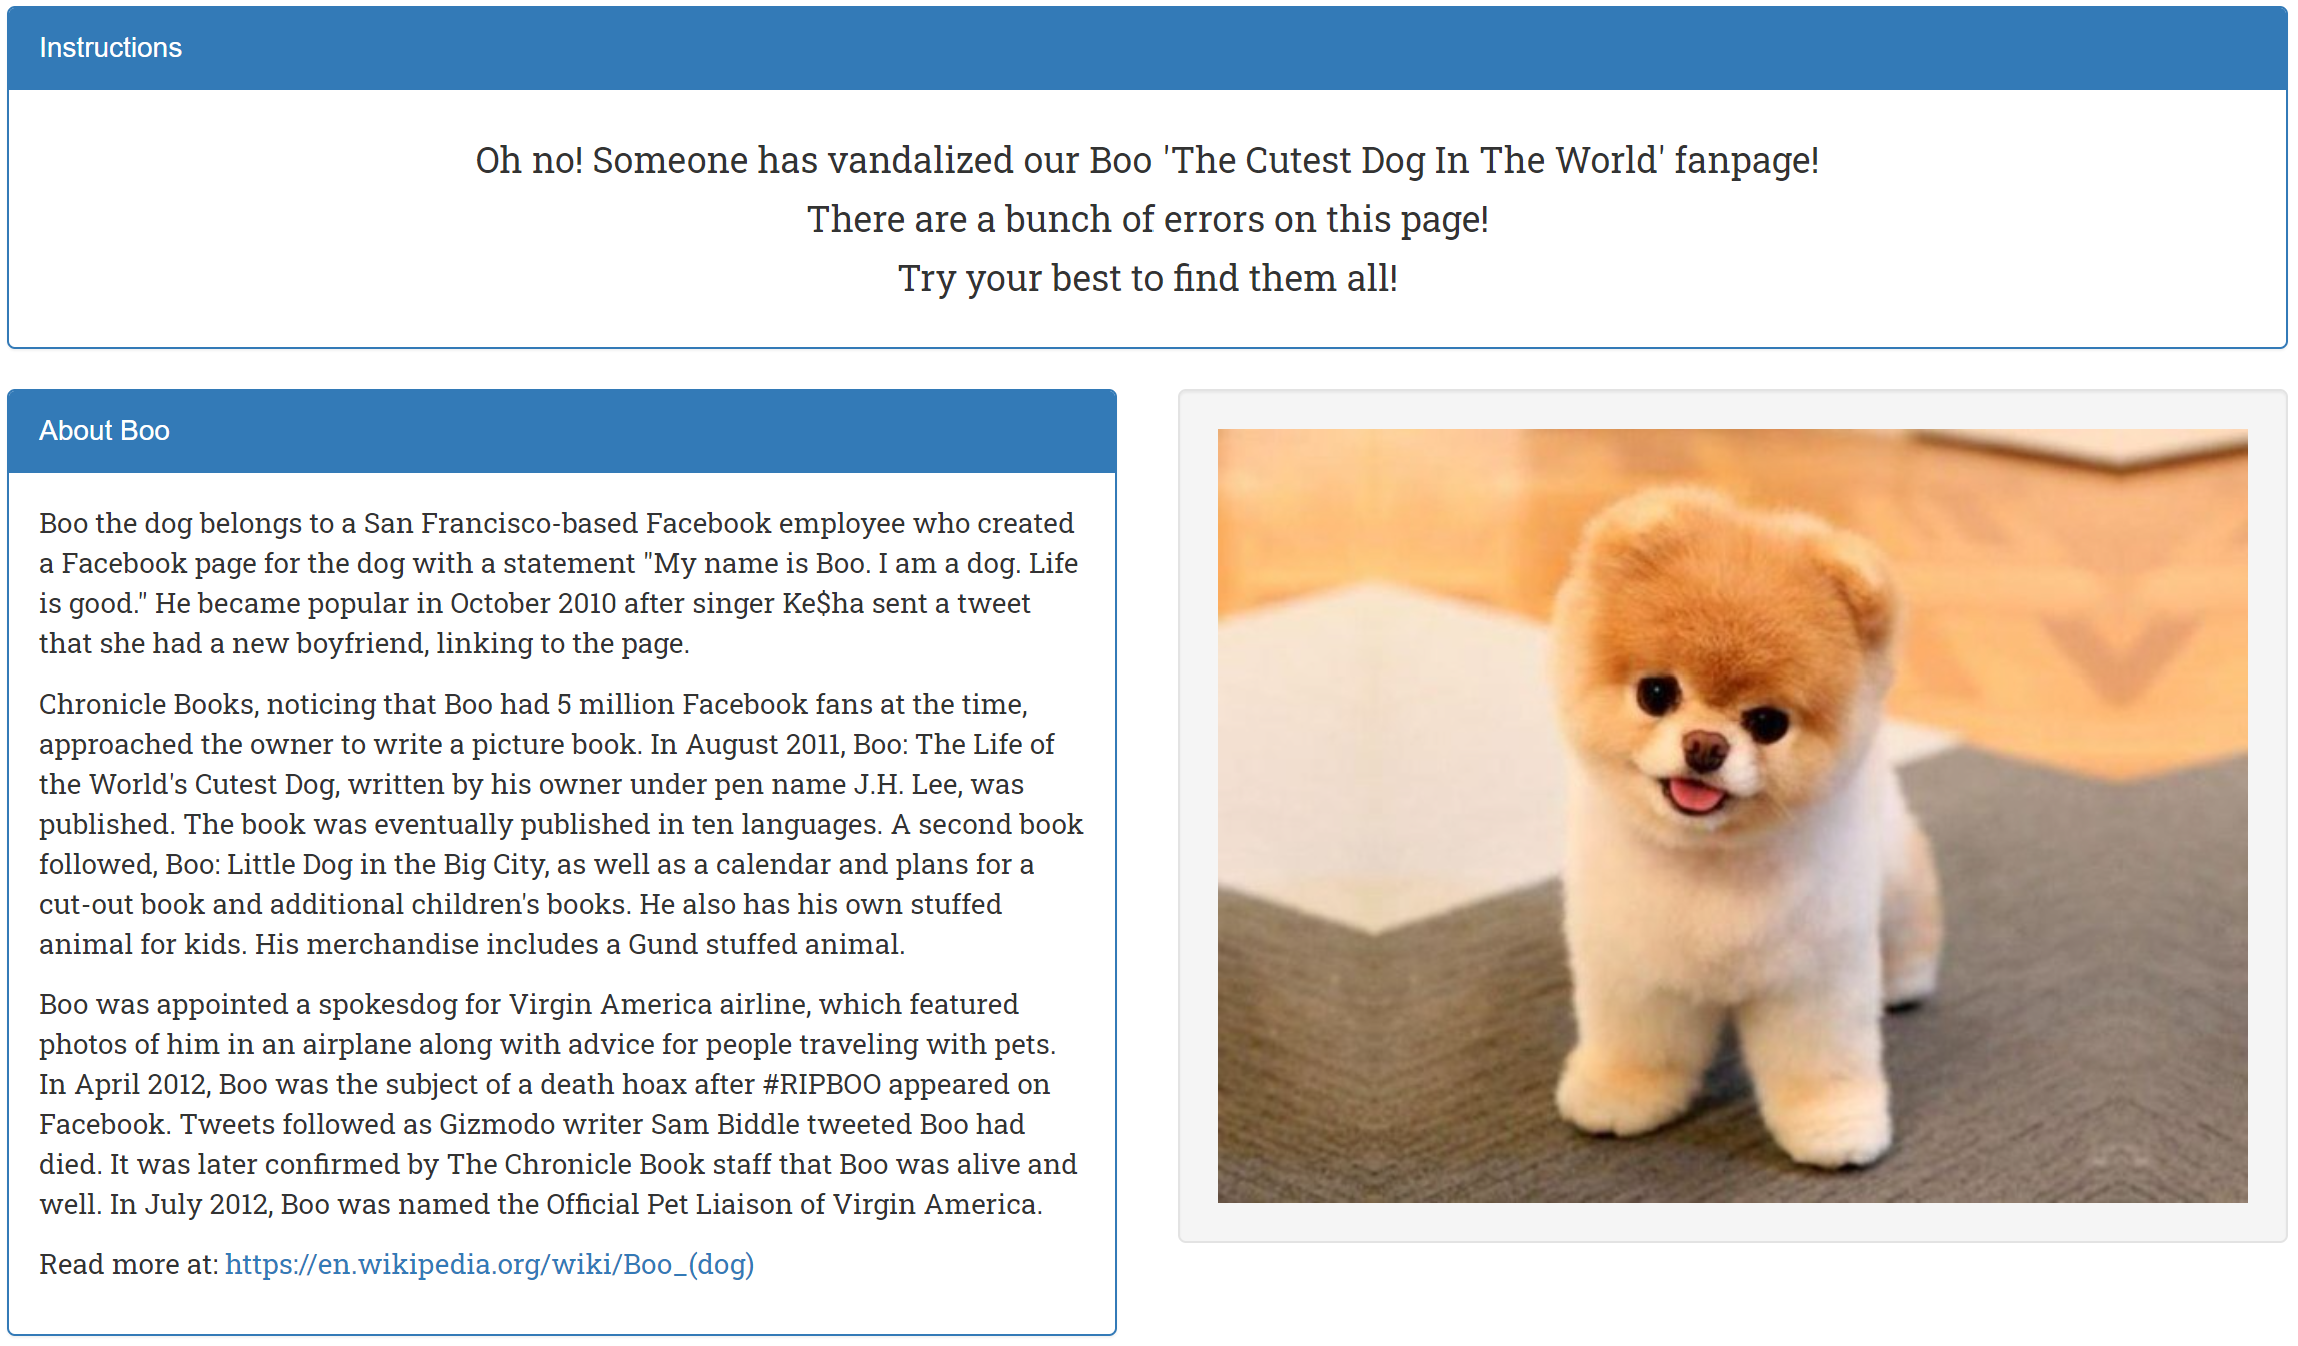 Instructions
Oh no! Someone has vandalized our Boo 'The Cutest Dog In The World' fanpage!
There are a bunch of errors on this page!
Try your best to find them all!
About Boo
Boo the dog belongs to a San Francisco-based Facebook employee who created
a Facebook page for the dog with a statement "My name is Boo. I am a dog. Life
is good." He became popular in October 2010 after singer Ke$ha sent a tweet
that she had a new boyfriend, linking to the page.
Chronicle Books, noticing that Boo had 5 million Facebook fans at the time,
approached the owner to write a picture book. In August 2011, Boo: The Life of
the World's Cutest Dog, written by his owner under pen name J.H. Lee, was
published. The book was eventually published in ten languages. A second book
followed, Boo: Little Dog in the Big City, as well as a calendar and plans for a
cut-out book and additional children's books. He also has his own stuffed
animal for kids. His merchandise includes a Gund stuffed animal.
Boo was appointed a spokesdog for Virgin America airline, which featured
photos of him in an airplane along with advice for people traveling with pets.
In April 2012, Boo was the subject of a death hoax after #RIPBOO appeared on
Facebook. Tweets followed as Gizmodo writer Sam Biddle tweeted Boo had
died. It was later confirmed by The Chronicle Book staff that Boo was alive and
well. In July 2012, Boo was named the Official Pet Liaison of Virgin America.
Read more at: https://en.wikipedia.org/wiki/Boo_(dog)